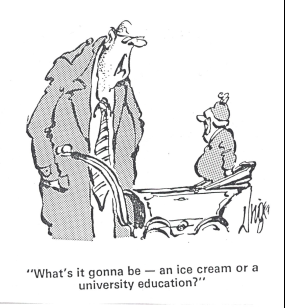 "What's it gonna be — an ice cream or a
university education?"